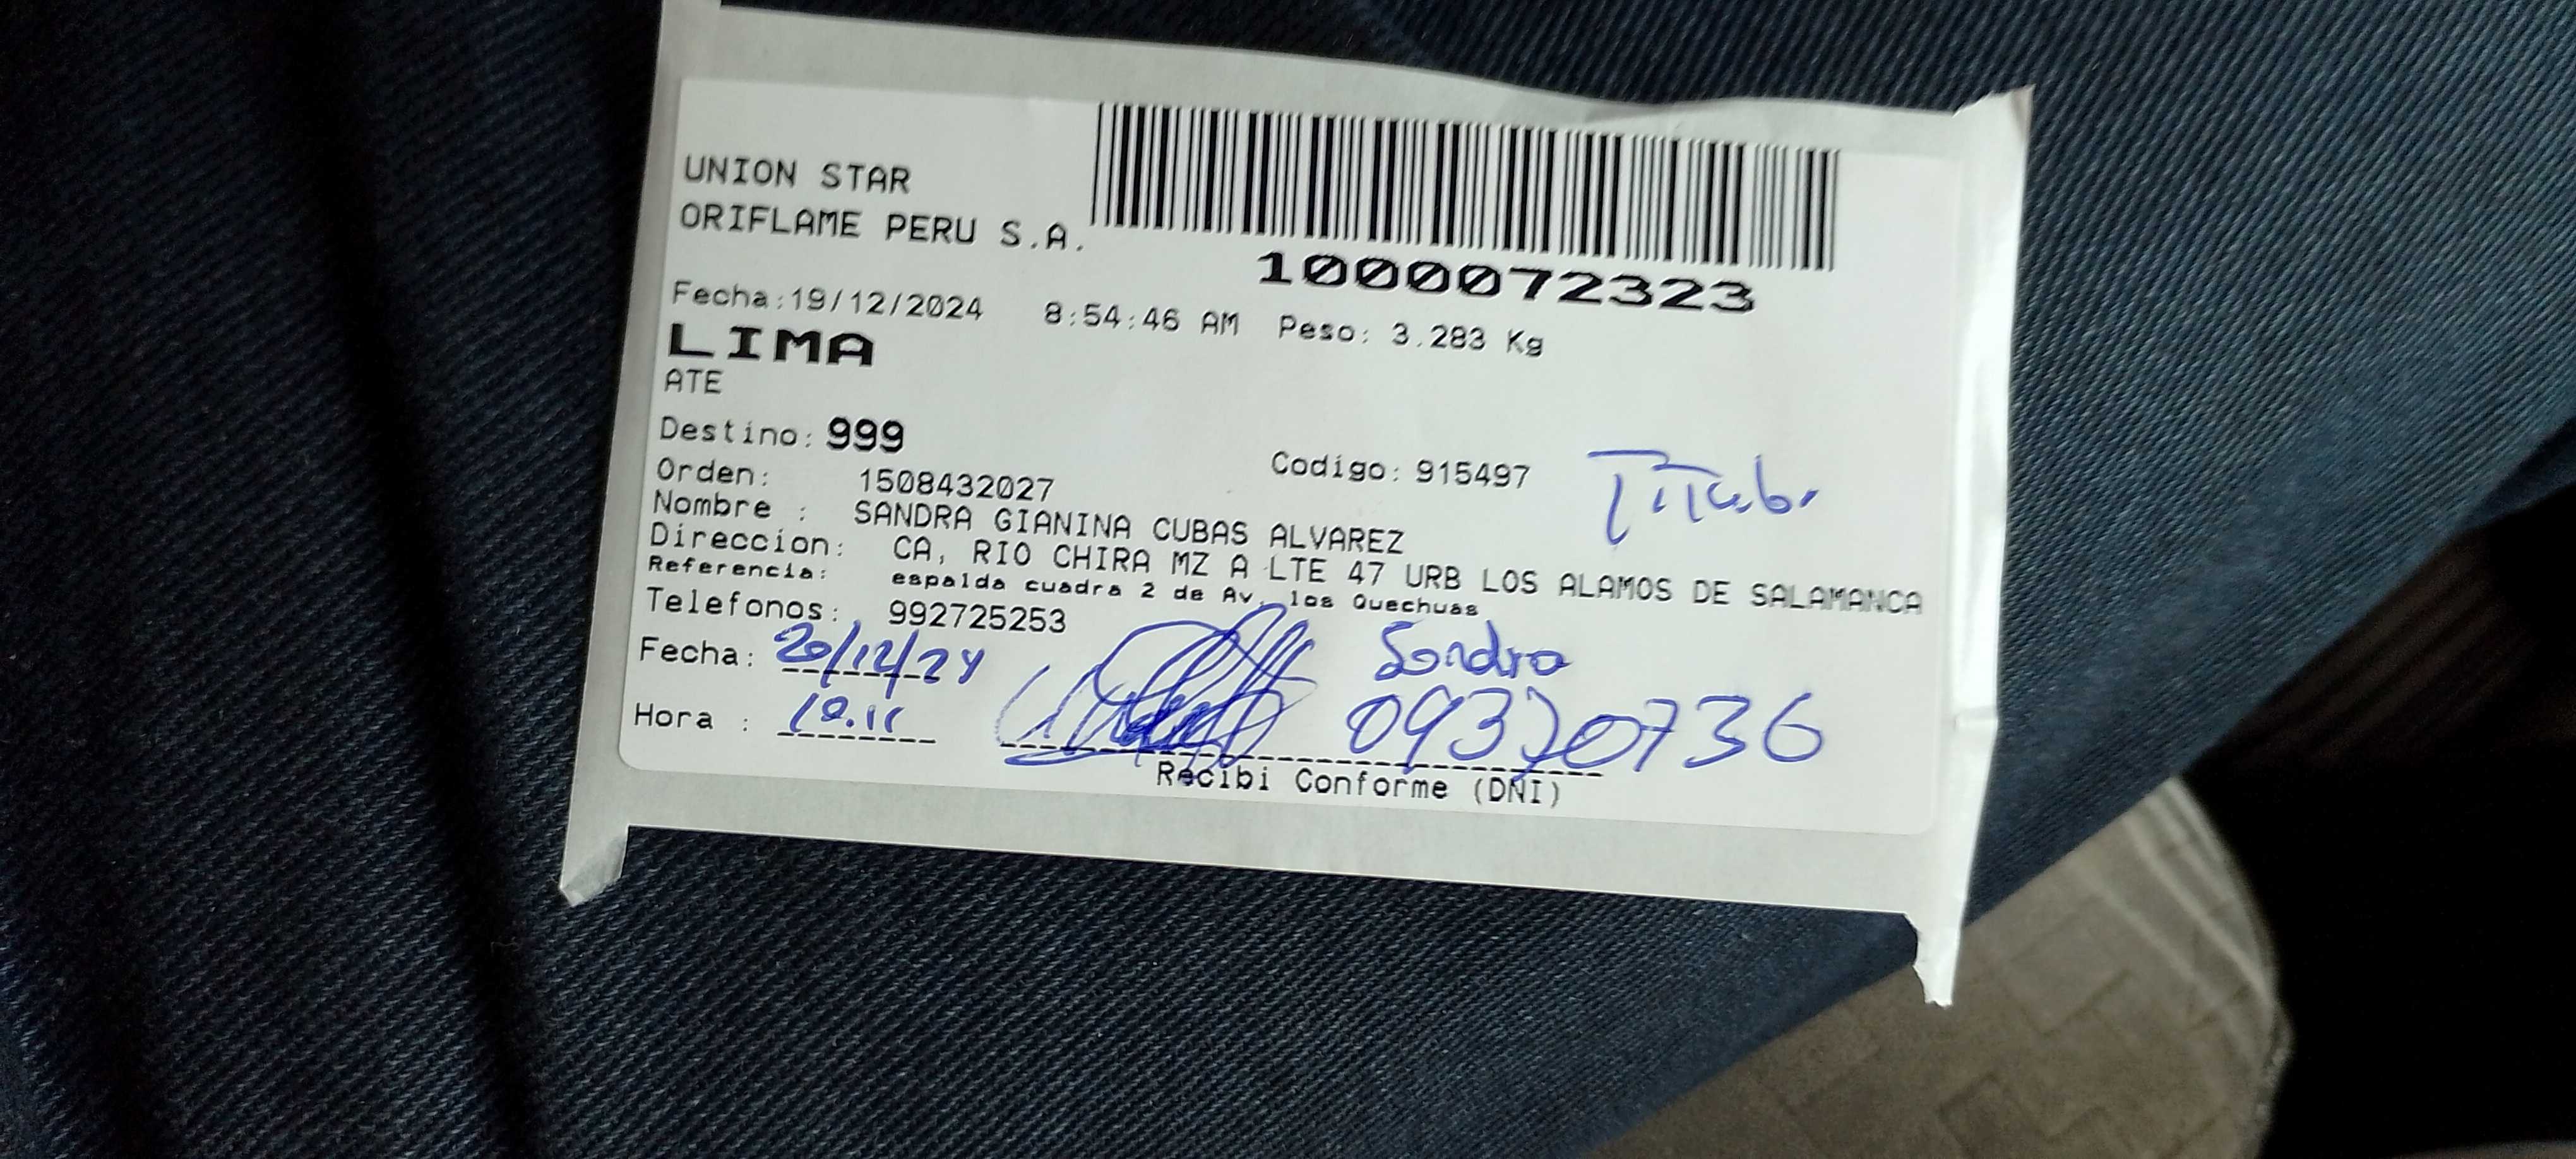 UNION STAR
ORIFLAME PERU S.A.
1000072323
Fecha:19/12/2024 8:54:46 AM Peso: 3.283 Kg
LIMA
ATE
Destino: 999
Orden: 1508432027 Codigo: 915497
Nombre : SANDRA GIANINA CUBAS ALVAREZ
Direccion: CA, RIO CHIRA MZ A LTE 47 URB LOS ALAMOS DE SALAMANCA
Referencia: espalda cuadra 2 de Av. los Quechuas
Telefonos: 992725253
Fecha: 20/12/24 Sandra
Hora :
Recibi Conforme (DNI)